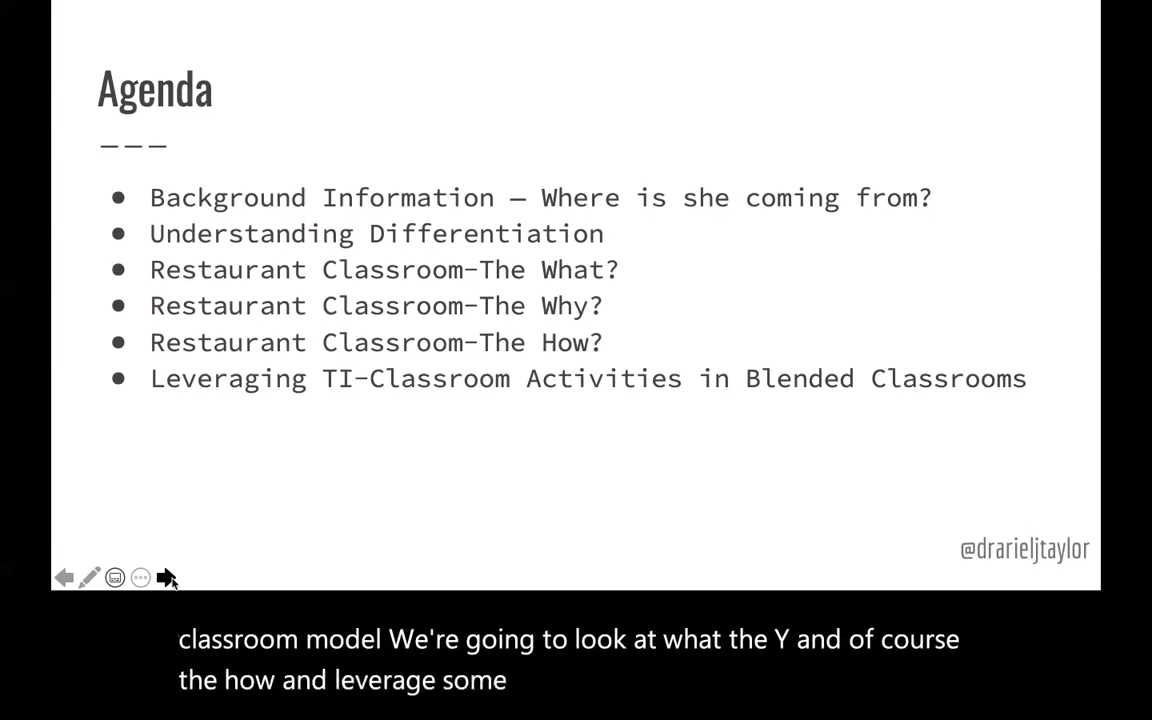 Agenda
———
● Background Information — Where is she coming from?
● Understanding Differentiation
● Restaurant Classroom-The What?
● Restaurant Classroom-The Why?
● Restaurant Classroom-The How?
● Leveraging TI-Classroom Activities in Blended Classrooms
@drarieljtaylor
classroom model We're going to look at what the Y and of course
the how and leverage some